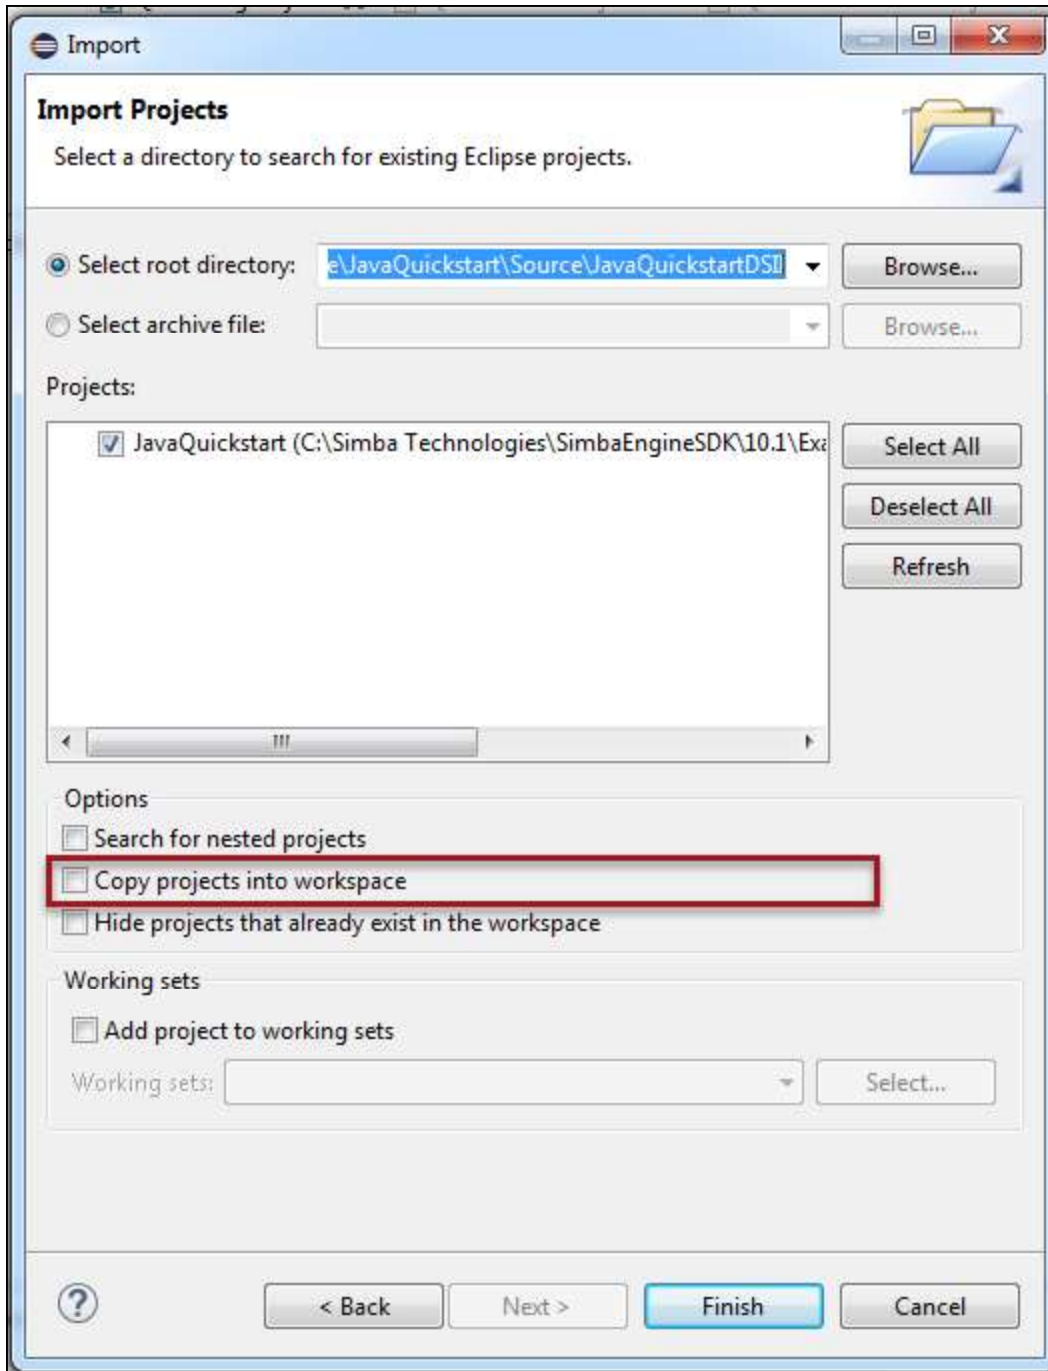 Import
Import Projects
Select a directory to search for existing Eclipse projects.
Select root directory: e\JavaQuickstart\Source\JavaQuickstartDSI Browse...
Select archive file: Browse...
Projects:
JavaQuickstart (C:\Simba Technologies\SimbaEngineSDK\10.1\Exa
Select All
Deselect All
Refresh
Options
Search for nested projects
Copy projects into workspace
Hide projects that already exist in the workspace
Working sets
Add project to working sets
Working sets: Select...
< Back Next > Finish Cancel